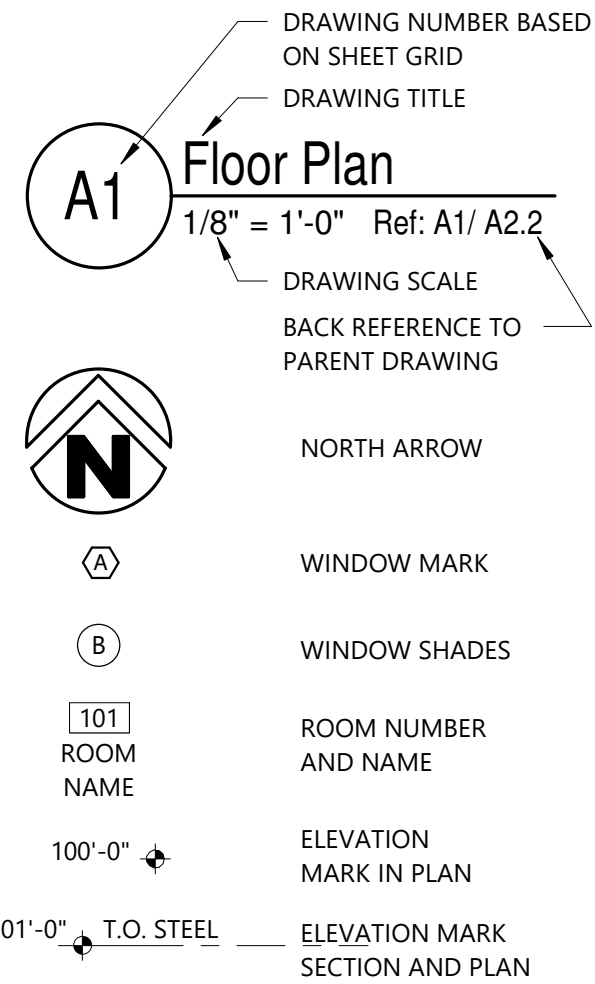 DRAWING NUMBER BASED
ON SHEET GRID
DRAWING TITLE
A1
Floor Plan
1/8" = 1'-0" Ref: A1/ A2.2
DRAWING SCALE
BACK REFERENCE TO
PARENT DRAWING
N
NORTH ARROW
A
WINDOW MARK
B
WINDOW SHADES
101
ROOM
NAME
ROOM NUMBER
AND NAME
100'-0"
ELEVATION
MARK IN PLAN
01'-0" T.O. STEEL
ELEVATION MARK
SECTION AND PLAN